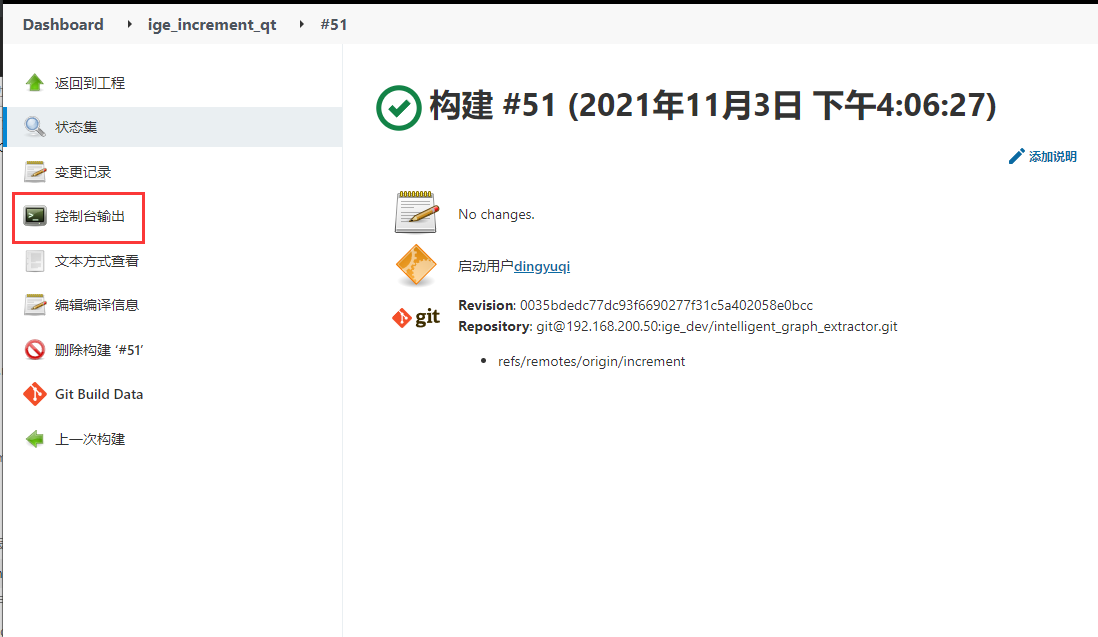 Dashboard ige_increment_qt #51
返回到工程
状态集
变更记录
控制台输出
文本方式查看
编辑编译信息
删除构建 ‘#51’
Git Build Data
上一次构建
构建 #51 (2021年11月3日 下午4:06:27)
添加说明
No changes.
启动用户dingyuqi
git
Revision: 0035bdedc77dc93f6690277f31c5a402058e0bcc
Repository: git@192.168.200.50:ige_dev/intelligent_graph_extractor.git
refs/remotes/origin/increment